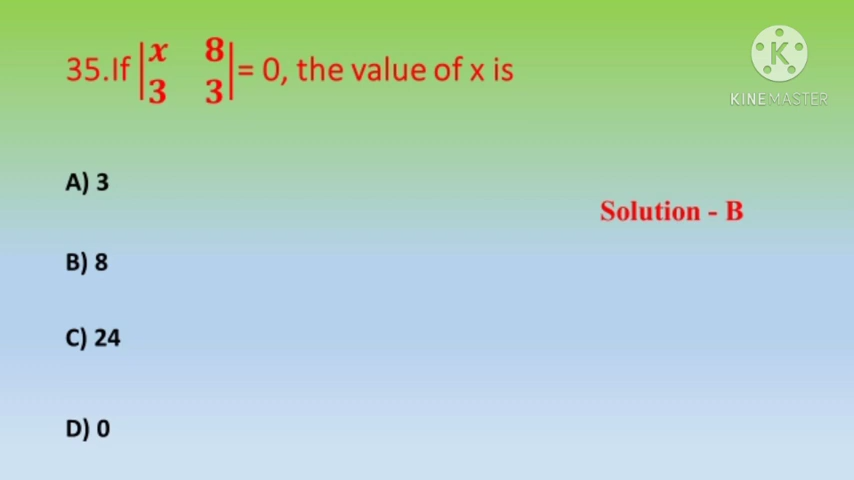 35.If |x 8| = 0, the value of x is
|3 3|
K
KINEMASTER
A) 3
Solution - B
B) 8
C) 24
D) 0